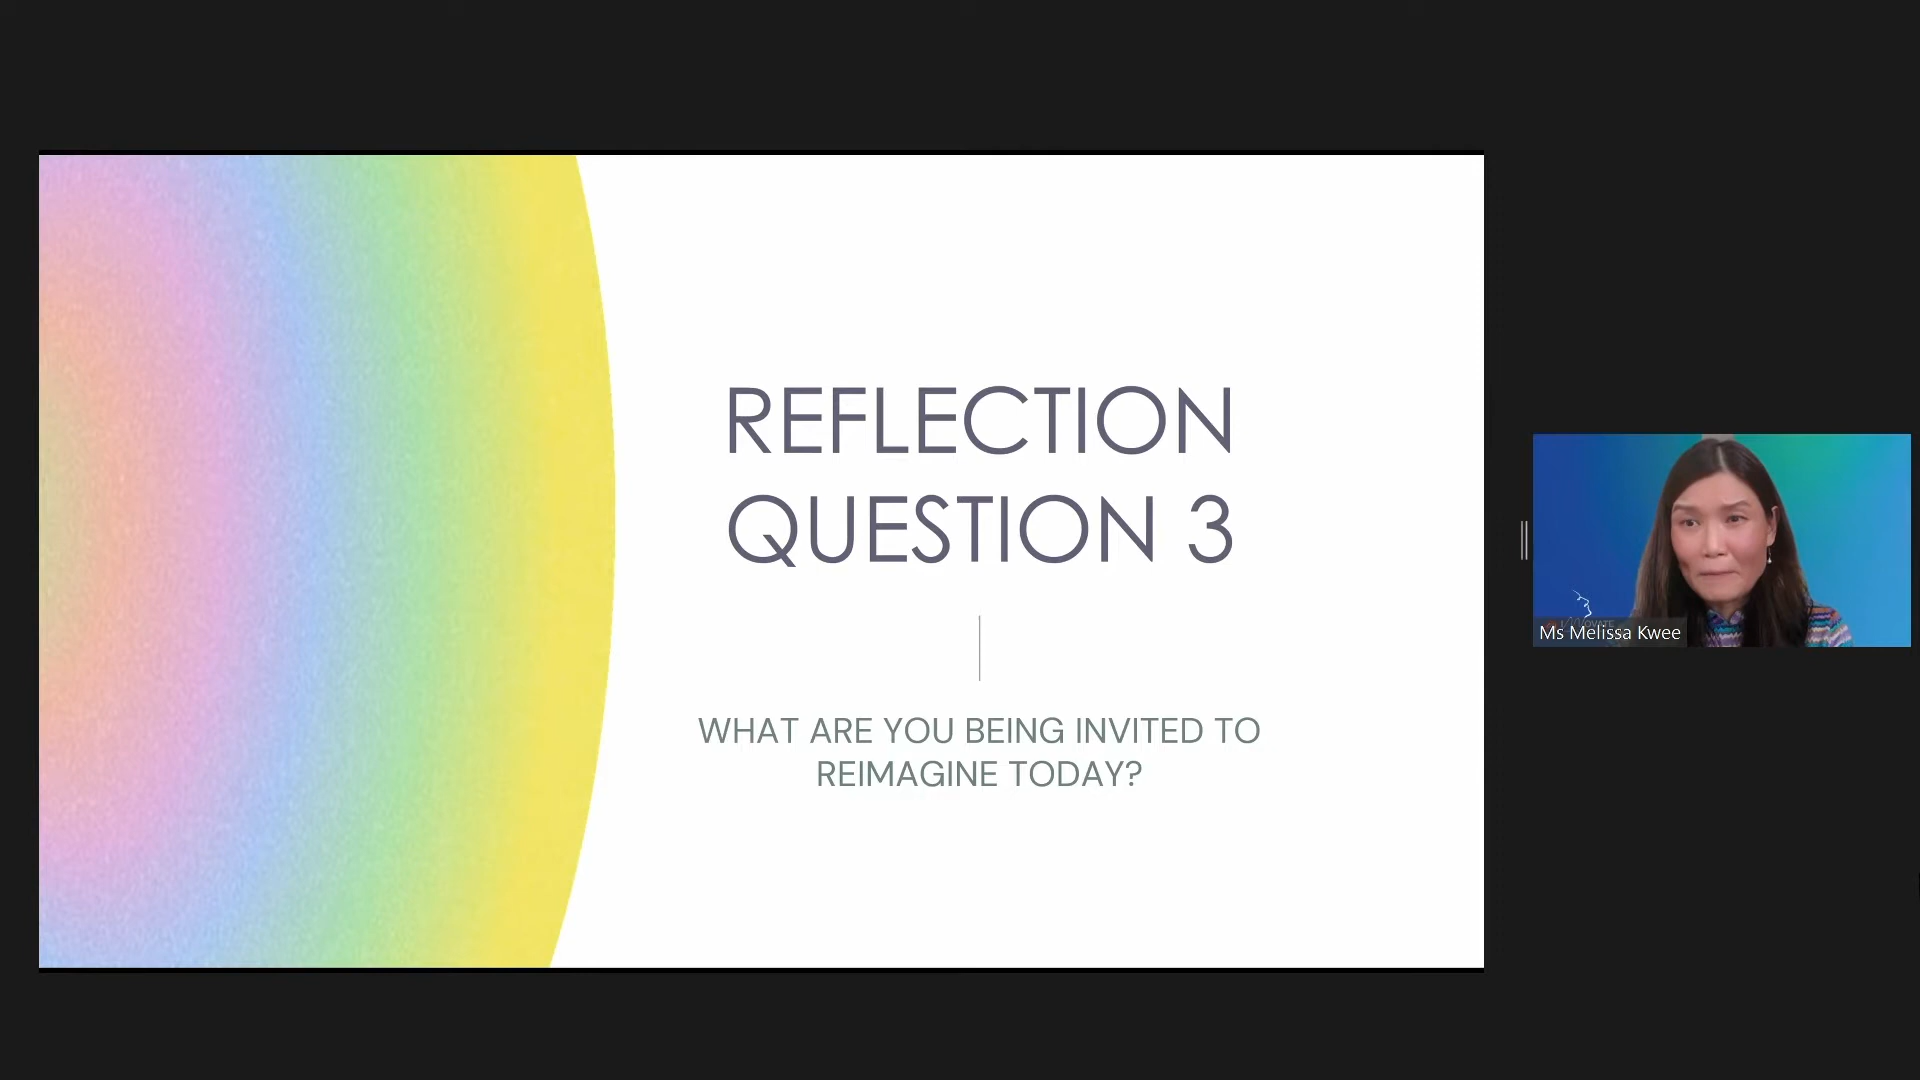 REFLECTION
QUESTION 3
WHAT ARE YOU BEING INVITED TO
REIMAGINE TODAY?
Ms Melissa Kwee